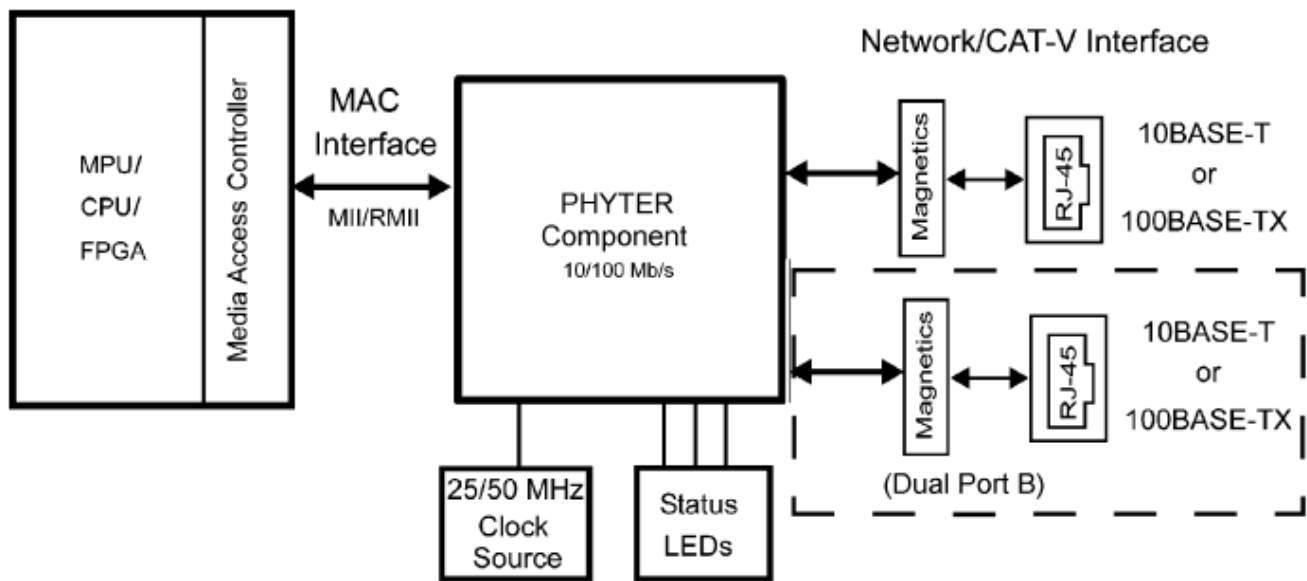 MPU/
CPU/
FPGA
Media Access Controller
MAC
Interface
MII/RMII
PHYTER
Component
10/100 Mb/s
25/50 MHz
Clock
Source
Status
LEDs
Network/CAT-V Interface
Magnetics
RJ-45
10BASE-T
or
100BASE-TX
Magnetics
RJ-45
10BASE-T
or
100BASE-TX
(Dual Port B)